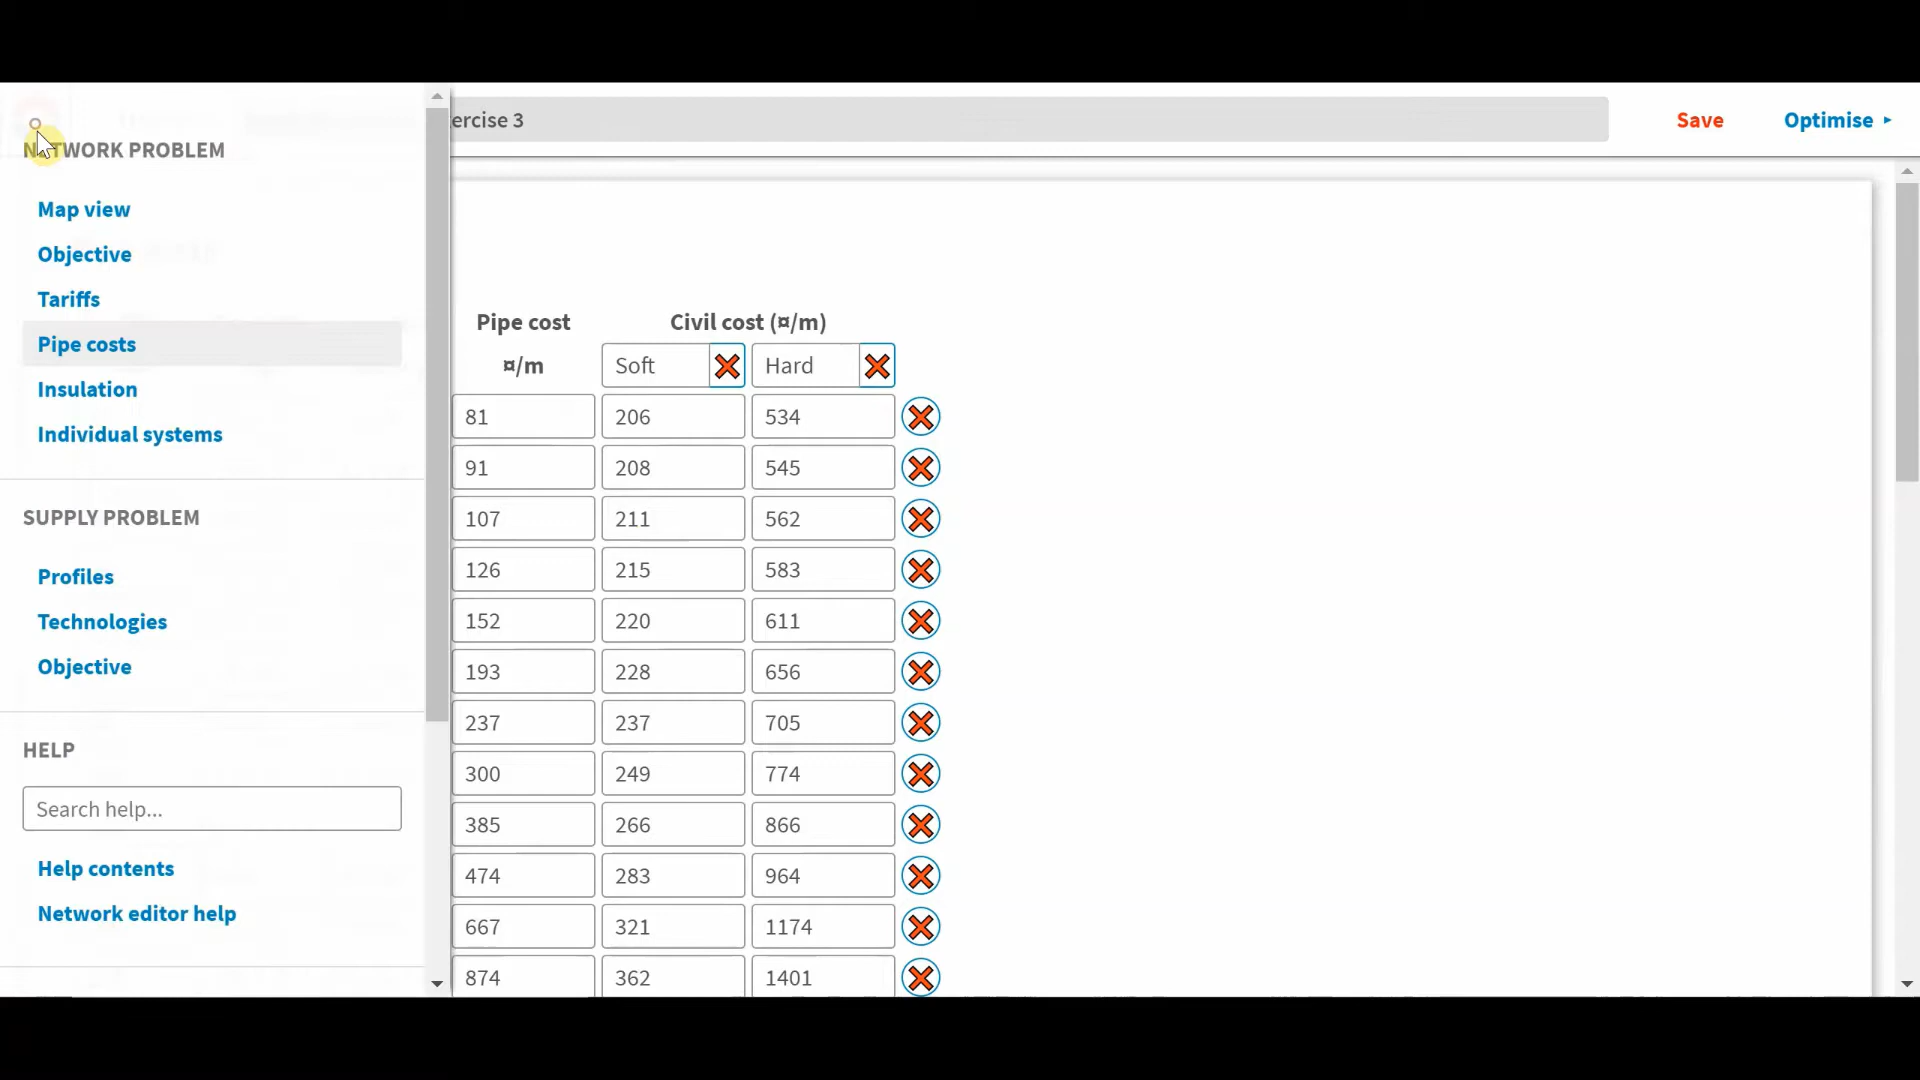 ercise 3
Save
Optimise
NETWORK PROBLEM
Map view
Objective
Tariffs
Pipe costs
Insulation
Individual systems
SUPPLY PROBLEM
Profiles
Technologies
Objective
HELP
Search help...
Help contents
Network editor help
Pipe cost Civil cost (¤/m)
¤/m Soft Hard
81 206 534
91 208 545
107 211 562
126 215 583
152 220 611
193 228 656
237 237 705
300 249 774
385 266 866
474 283 964
667 321 1174
874 362 1401